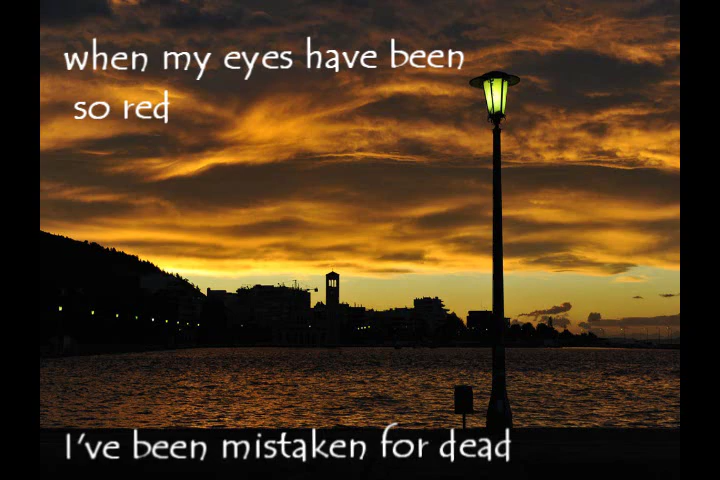 when my eyes have been
so red
I've been mistaken for dead